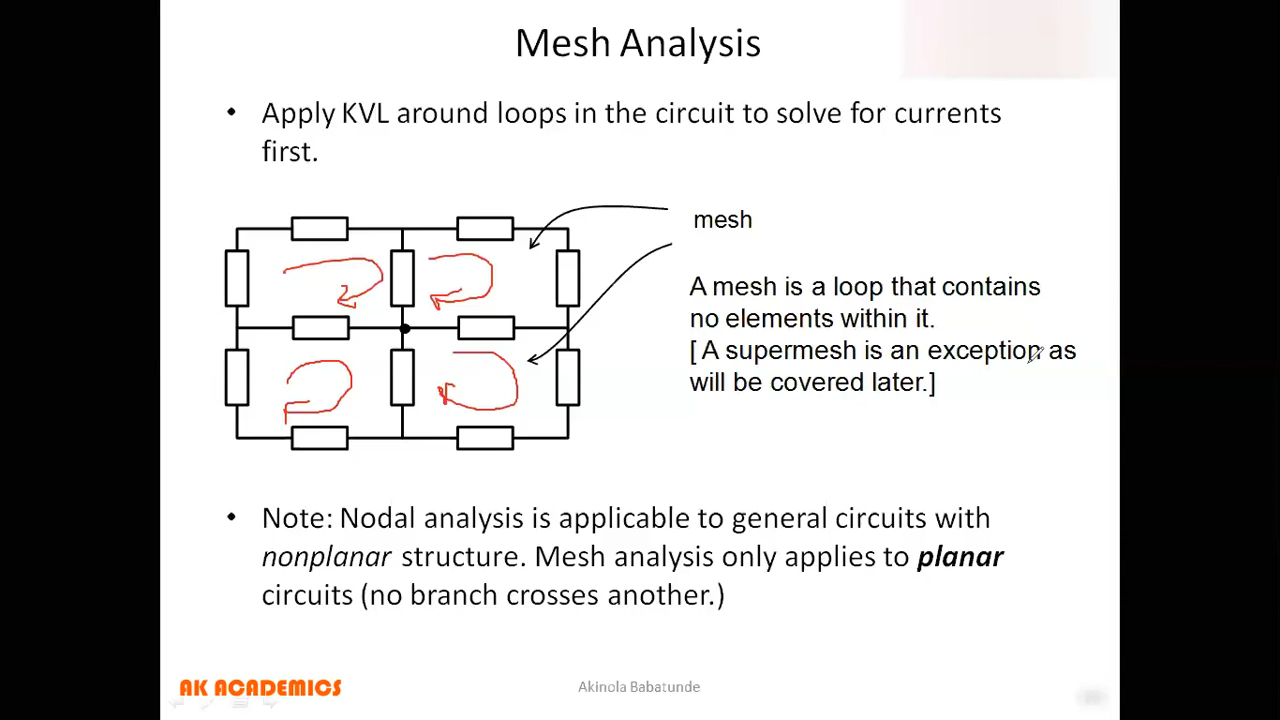 Mesh Analysis
• Apply KVL around loops in the circuit to solve for currents
first.
mesh
A mesh is a loop that contains
no elements within it.
[ A supermesh is an exception as
will be covered later.]
• Note: Nodal analysis is applicable to general circuits with
nonplanar structure. Mesh analysis only applies to planar
circuits (no branch crosses another.)
AK ACADEMICS
Akinola Babatunde